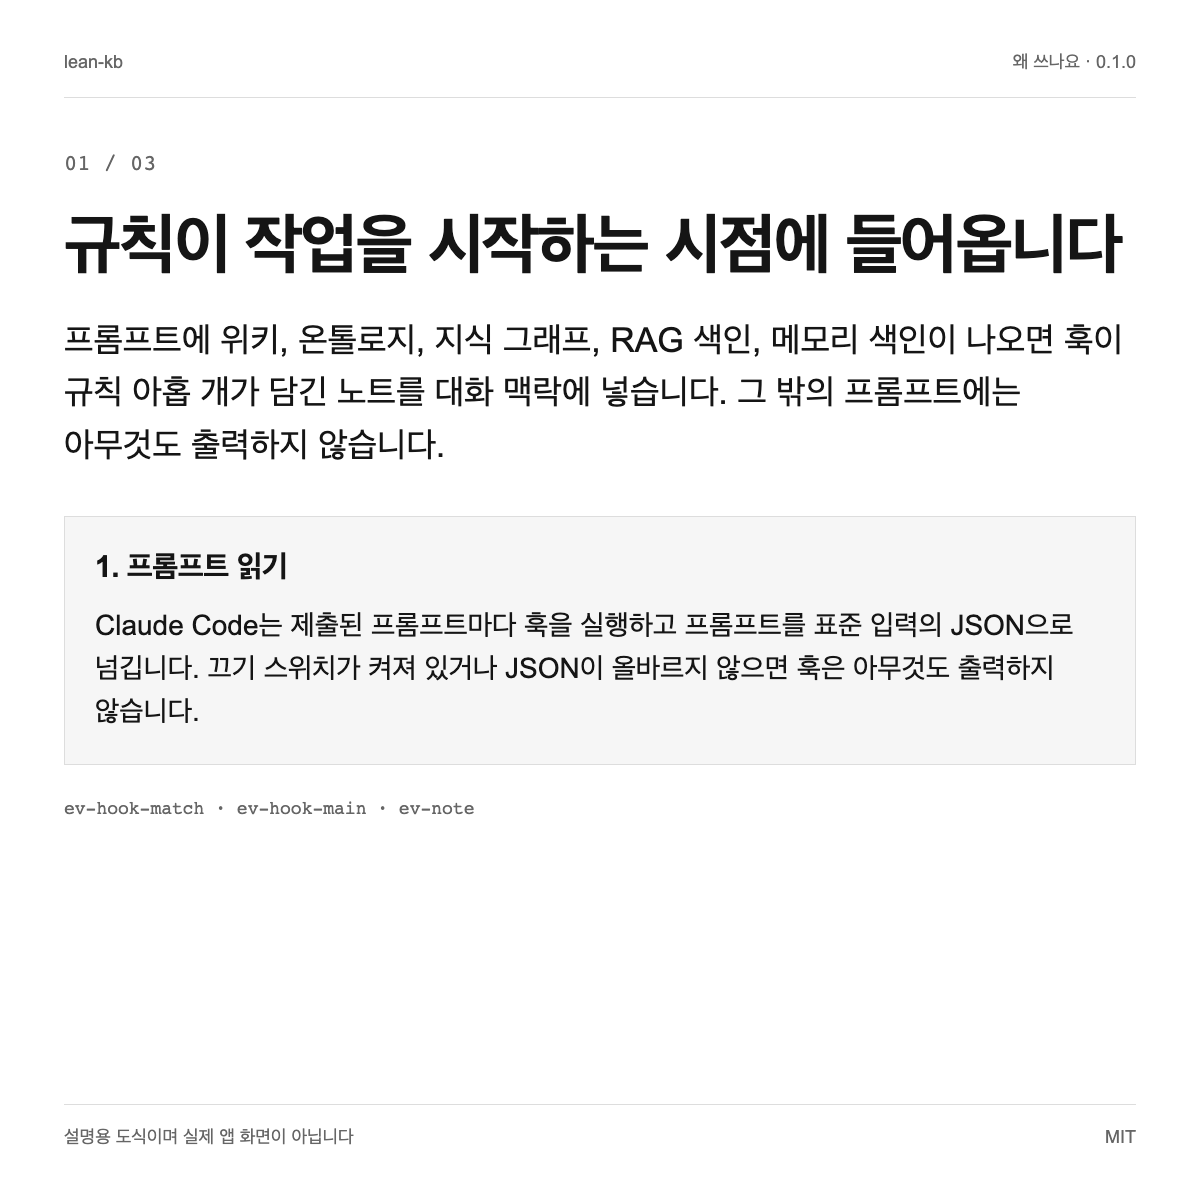 lean-kb
왜 쓰나요 · 0.1.0
01 / 03
규칙이 작업을 시작하는 시점에 들어옵니다
프롬프트에 위키, 온톨로지, 지식 그래프, RAG 색인, 메모리 색인이 나오면 훅이
규칙 아홉 개가 담긴 노트를 대화 맥락에 넣습니다. 그 밖의 프롬프트에는
아무것도 출력하지 않습니다.
1. 프롬프트 읽기
Claude Code는 제출된 프롬프트마다 훅을 실행하고 프롬프트를 표준 입력의 JSON으로
넘깁니다. 끄기 스위치가 켜져 있거나 JSON이 올바르지 않으면 훅은 아무것도 출력하지
않습니다.
ev-hook-match · ev-hook-main · ev-note
설명용 도식이며 실제 앱 화면이 아닙니다
MIT